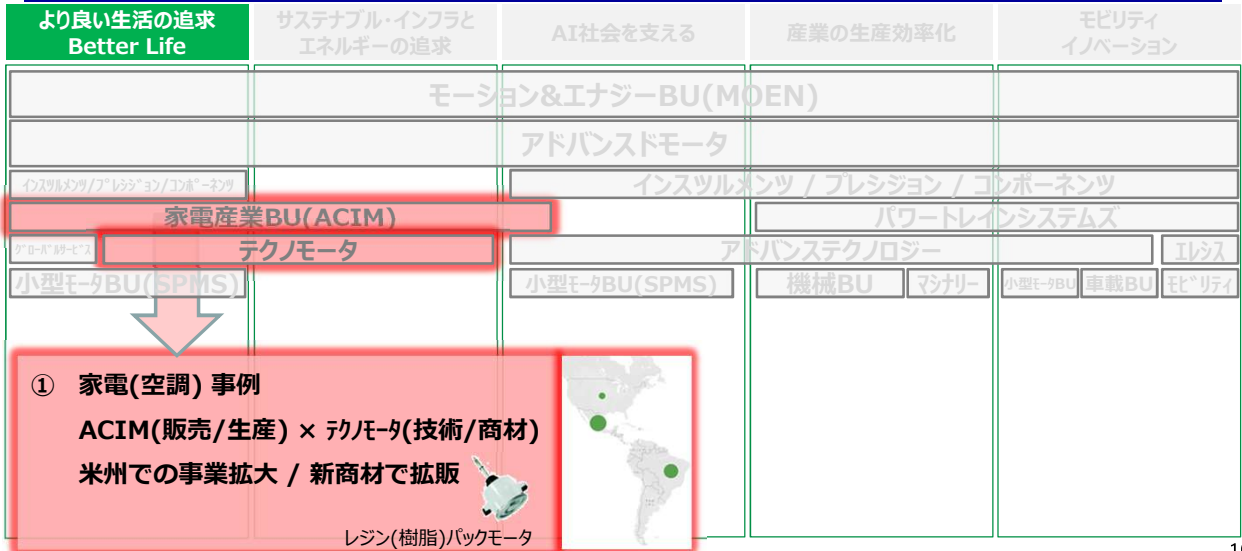 より良い生活の追求
Better Life
サステナブル・インフラと
エネルギーの追求
AI社会を支える
産業の生産効率化
モビリティ
イノベーション
モーション&エナジーBU(MOEN)
アドバンスドモータ
インスツルメンツ/プレシジョン/コンポーネンツ
インスツルメンツ / プレシジョン / コンポーネンツ
家電産業BU(ACIM)
パワートレインシステムズ
グローバルサービス
テクノモータ
アドバンステクノロジー
エレシス
小型モータBU(SPMS)
小型モータBU(SPMS)
機械BU
マシナリー
小型モータBU
車載BU
モビリティ
① 家電(空調) 事例
ACIM(販売/生産) × テクノモータ(技術/商材)
米州での事業拡大 / 新商材で拡販
レジン(樹脂)パックモータ